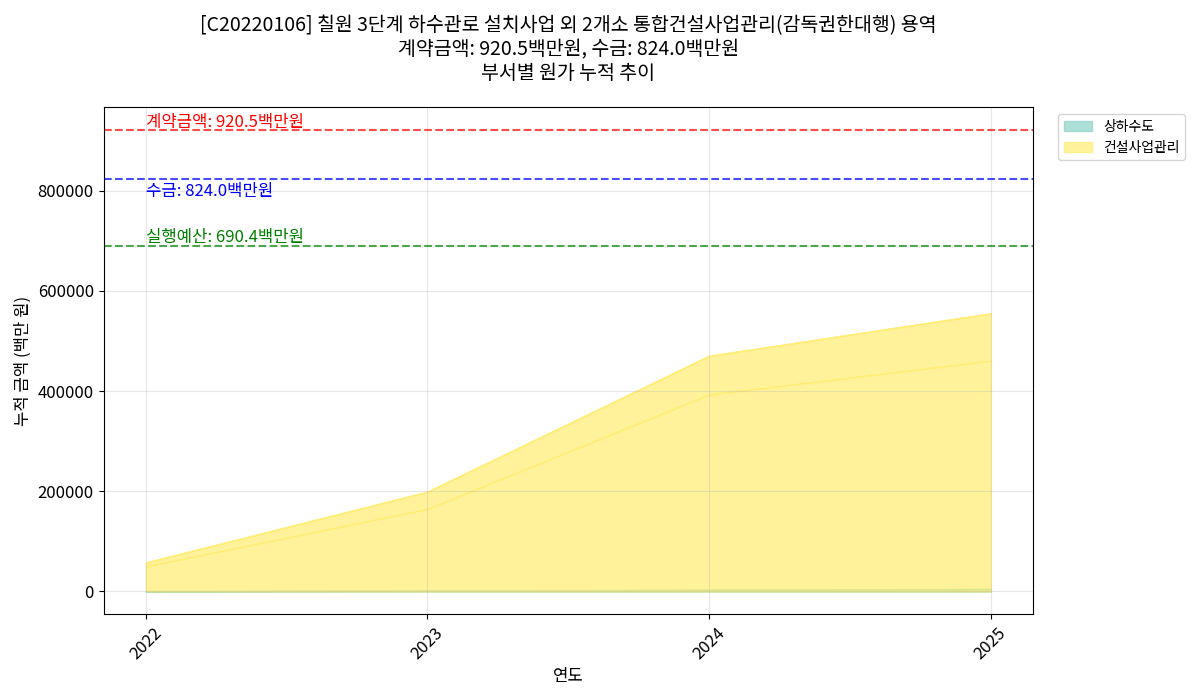 [C20220106] 칠원 3단계 하수관로 설치사업 외 2개소 통합건설사업관리(감독권한대행) 용역
계약금액: 920.5백만원, 수금: 824.0백만원
부서별 원가 누적 추이
계약금액: 920.5백만원
수금: 824.0백만원
실행예산: 690.4백만원
상하수도
건설사업관리
누적 금액 (백만 원)
800000
600000
400000
200000
0
2022
2023
2024
2025
연도